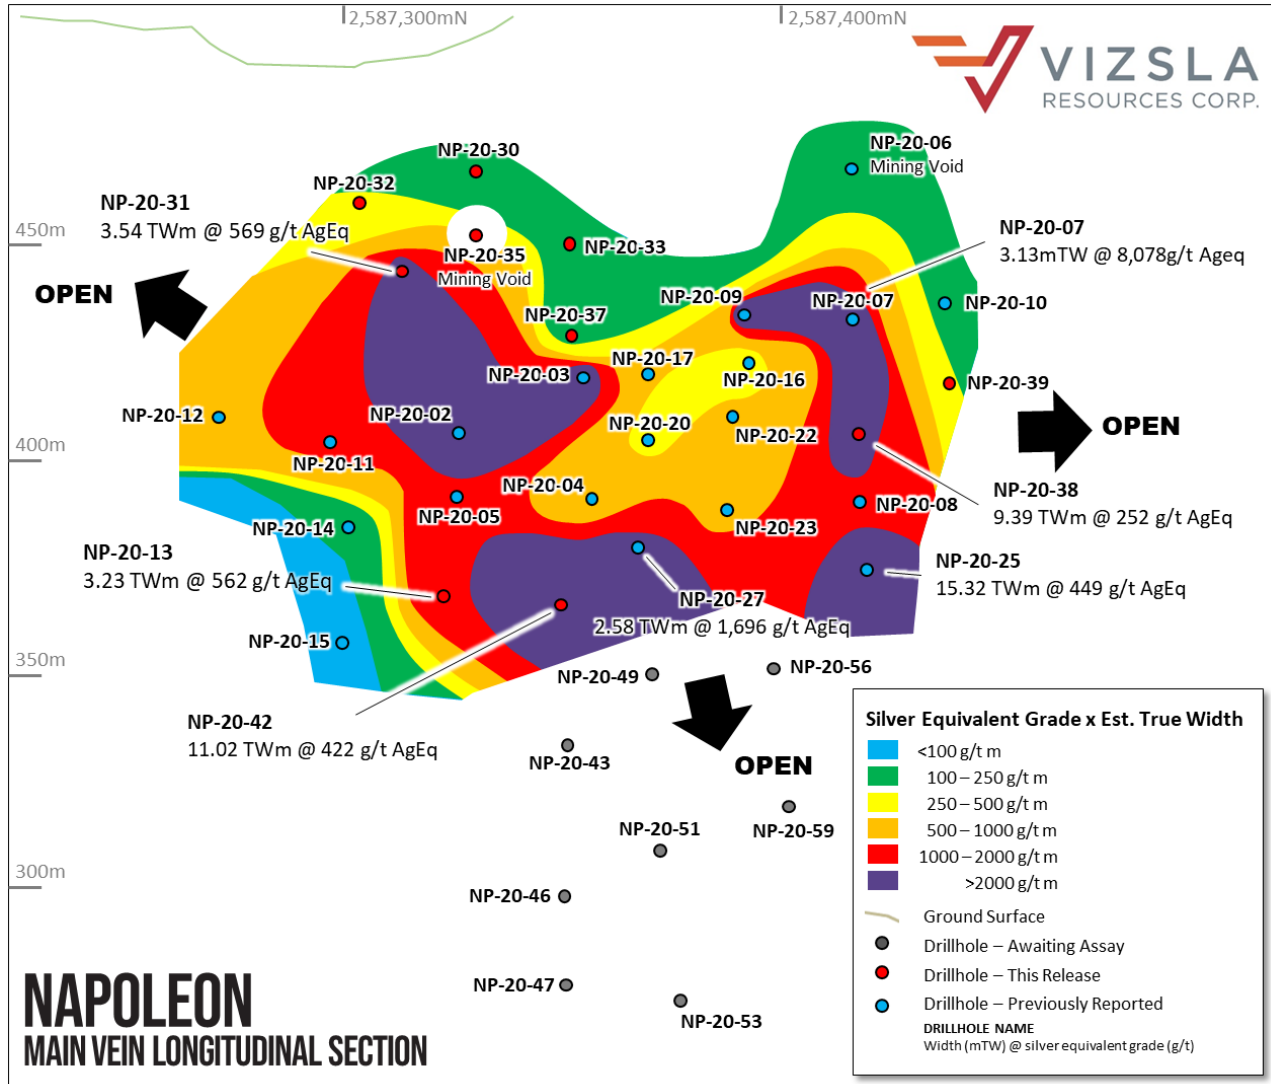 2,587,300mN
2,587,400mN
VIZSLA
RESOURCES CORP.
NP-20-30
NP-20-06
Mining Void
NP-20-32
NP-20-31
3.54 TWm @ 569 g/t AgEq
450m
NP-20-35
Mining Void
NP-20-33
NP-20-07
3.13mTW @ 8,078g/t Ageq
OPEN
NP-20-09
NP-20-07
NP-20-10
NP-20-37
NP-20-17
NP-20-03
NP-20-16
NP-20-39
NP-20-12
NP-20-02
NP-20-20
NP-20-22
OPEN
400m
NP-20-11
NP-20-04
NP-20-38
9.39 TWm @ 252 g/t AgEq
NP-20-05
NP-20-08
NP-20-14
NP-20-23
NP-20-13
3.23 TWm @ 562 g/t AgEq
NP-20-25
15.32 TWm @ 449 g/t AgEq
NP-20-27
2.58 TWm @ 1,696 g/t AgEq
NP-20-15
350m
NP-20-49
NP-20-56
NP-20-42
11.02 TWm @ 422 g/t AgEq
NP-20-43
OPEN
NP-20-51
NP-20-59
300m
NP-20-46
NP-20-47
NP-20-53
Silver Equivalent Grade x Est. True Width
<100 g/t m
100 – 250 g/t m
250 – 500 g/t m
500 – 1000 g/t m
1000 – 2000 g/t m
>2000 g/t m
Ground Surface
Drillhole – Awaiting Assay
Drillhole – This Release
Drillhole – Previously Reported
DRILLHOLE NAME
Width (mTW) @ silver equivalent grade (g/t)
NAPOLEON
MAIN VEIN LONGITUDINAL SECTION